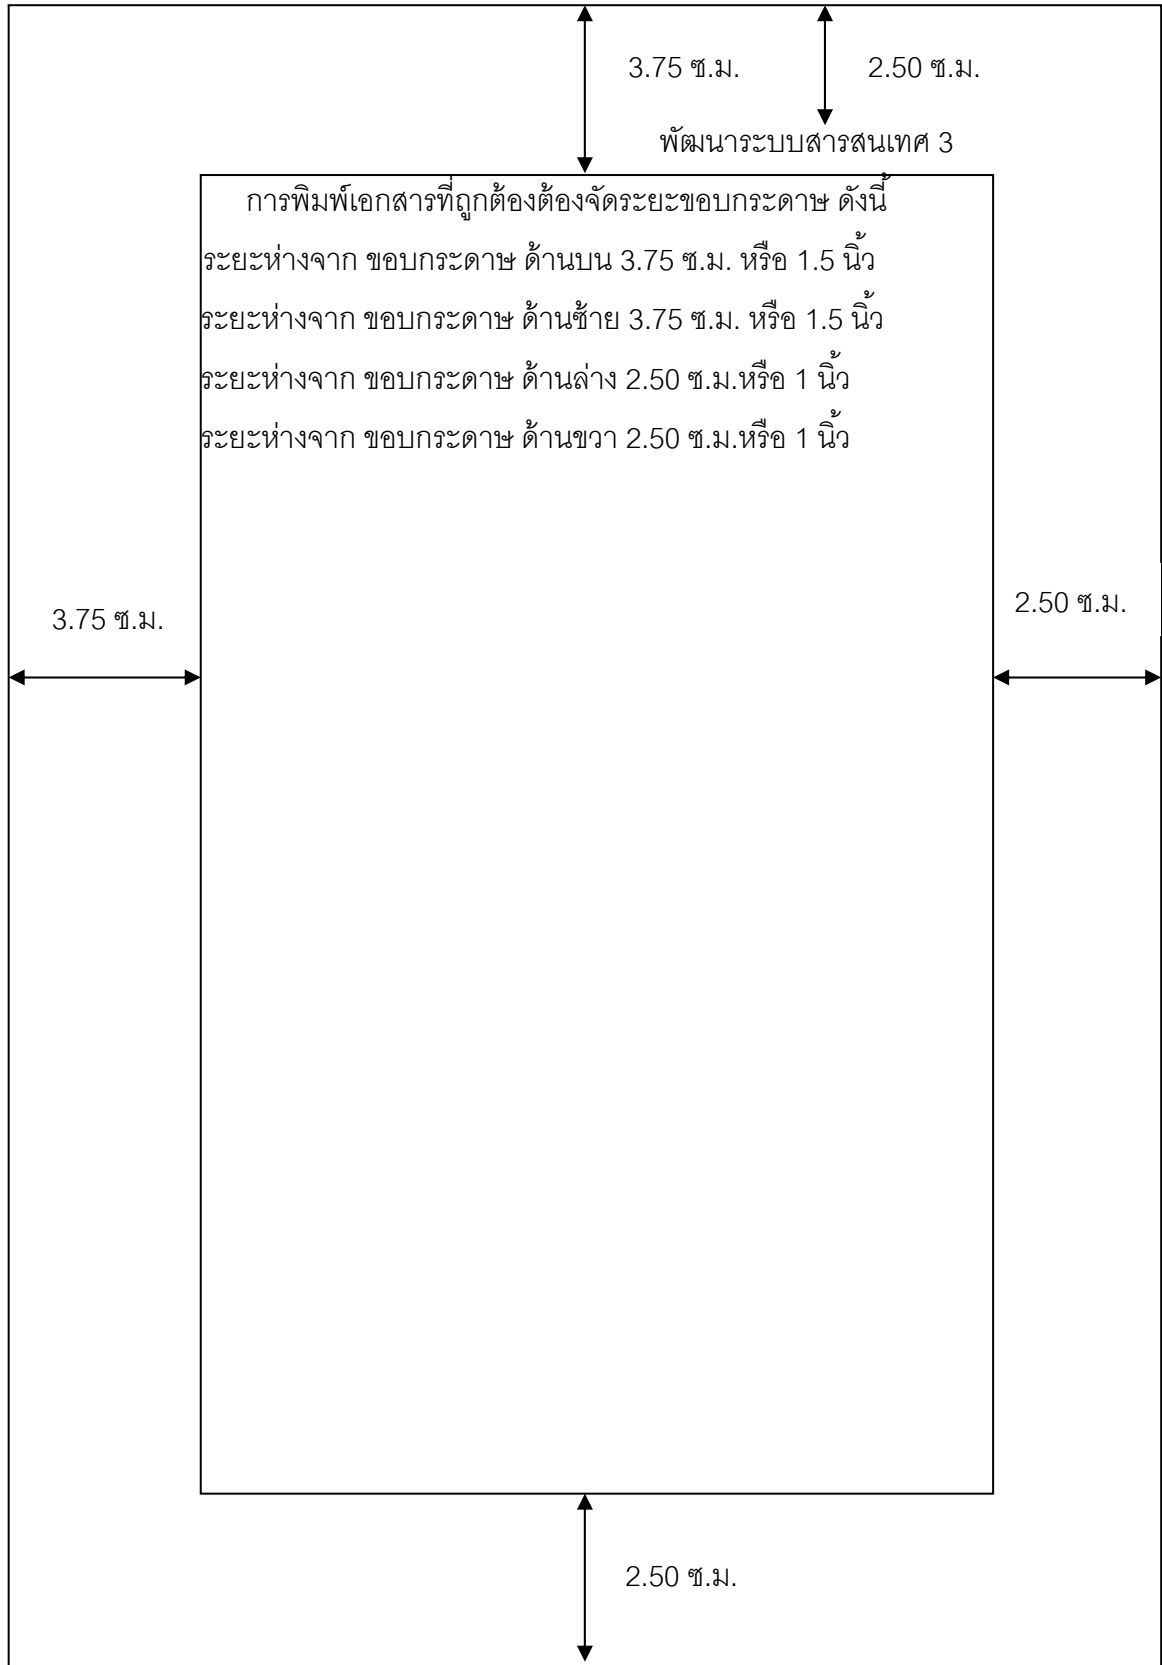 3.75 ซ.ม. 2.50 ซ.ม.
พัฒนาระบบสารสนเทศ 3
การพิมพ์เอกสารที่ถูกต้องต้องจัดระยะขอบกระดาษ ดังนี้
ระยะห่างจาก ขอบกระดาษ ด้านบน 3.75 ซ.ม. หรือ 1.5 นิ้ว
ระยะห่างจาก ขอบกระดาษ ด้านซ้าย 3.75 ซ.ม. หรือ 1.5 นิ้ว
ระยะห่างจาก ขอบกระดาษ ด้านล่าง 2.50 ซ.ม.หรือ 1 นิ้ว
ระยะห่างจาก ขอบกระดาษ ด้านขวา 2.50 ซ.ม.หรือ 1 นิ้ว
3.75 ซ.ม.
2.50 ซ.ม.
2.50 ซ.ม.